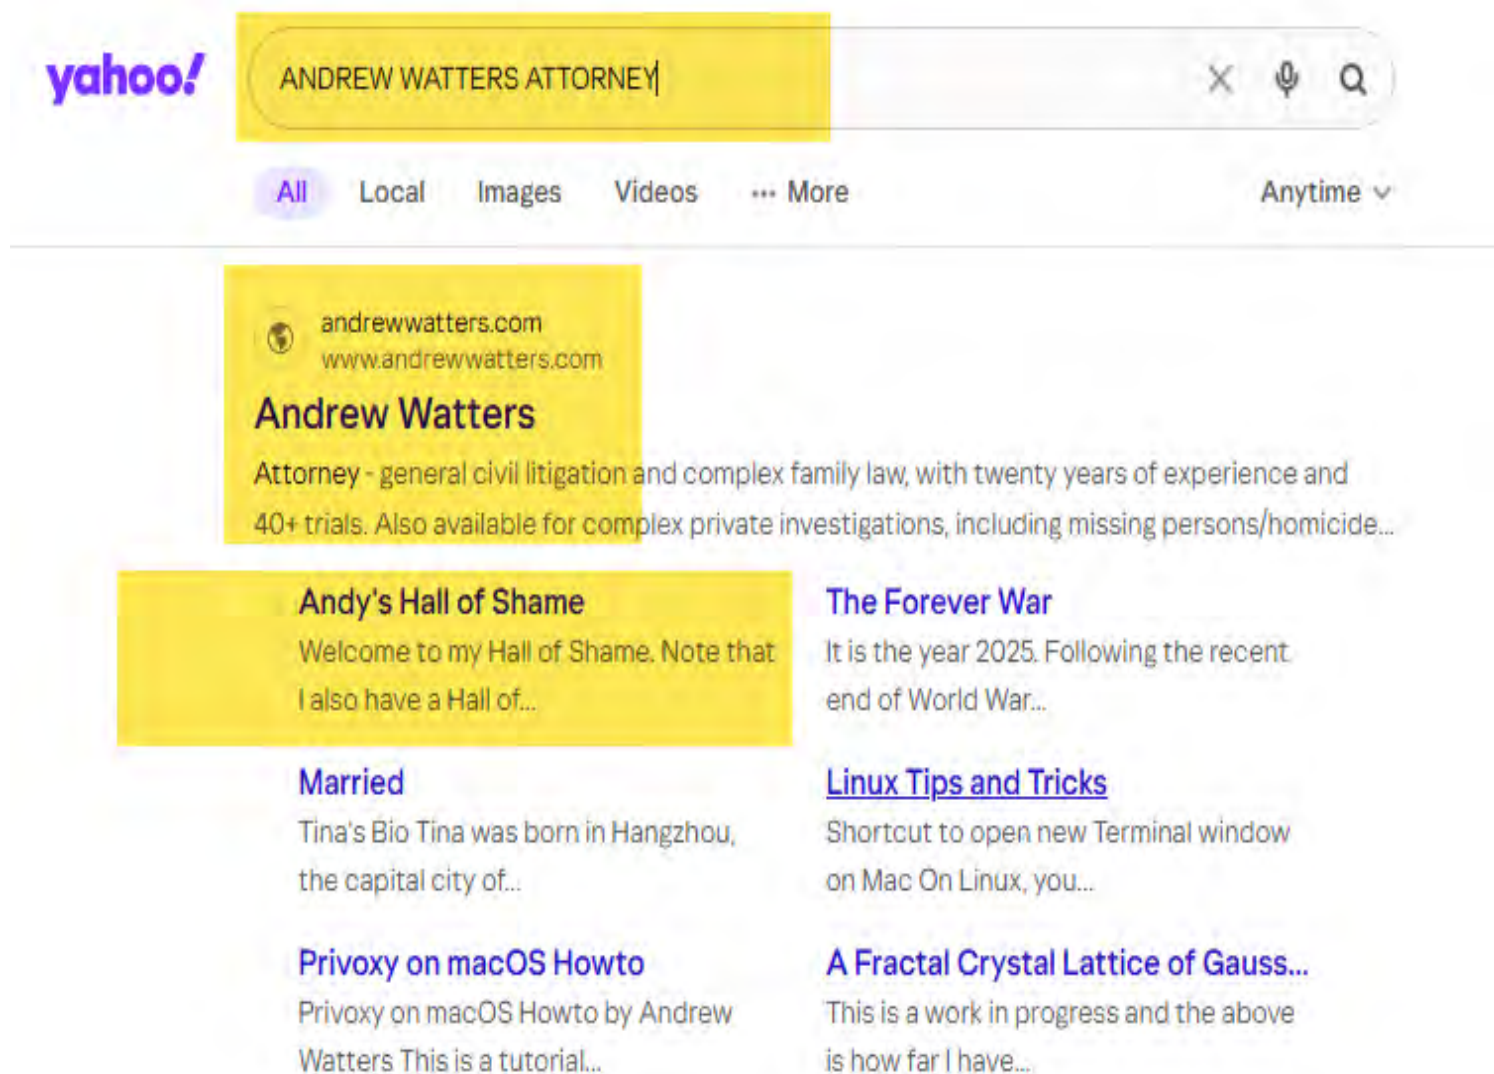 yahoo!
ANDREW WATTERS ATTORNEY
All Local Images Videos ··· More Anytime
andrewwatters.com
www.andrewwatters.com
Andrew Watters
Attorney - general civil litigation and complex family law, with twenty years of experience and
40+ trials. Also available for complex private investigations, including missing persons/homicide...
Andy's Hall of Shame
Welcome to my Hall of Shame. Note that
I also have a Hall of...
The Forever War
It is the year 2025. Following the recent
end of World War...
Married
Tina's Bio Tina was born in Hangzhou,
the capital city of...
Linux Tips and Tricks
Shortcut to open new Terminal window
on Mac On Linux, you...
Privoxy on macOS Howto
Privoxy on macOS Howto by Andrew
Watters This is a tutorial...
A Fractal Crystal Lattice of Gauss...
This is a work in progress and the above
is how far I have...